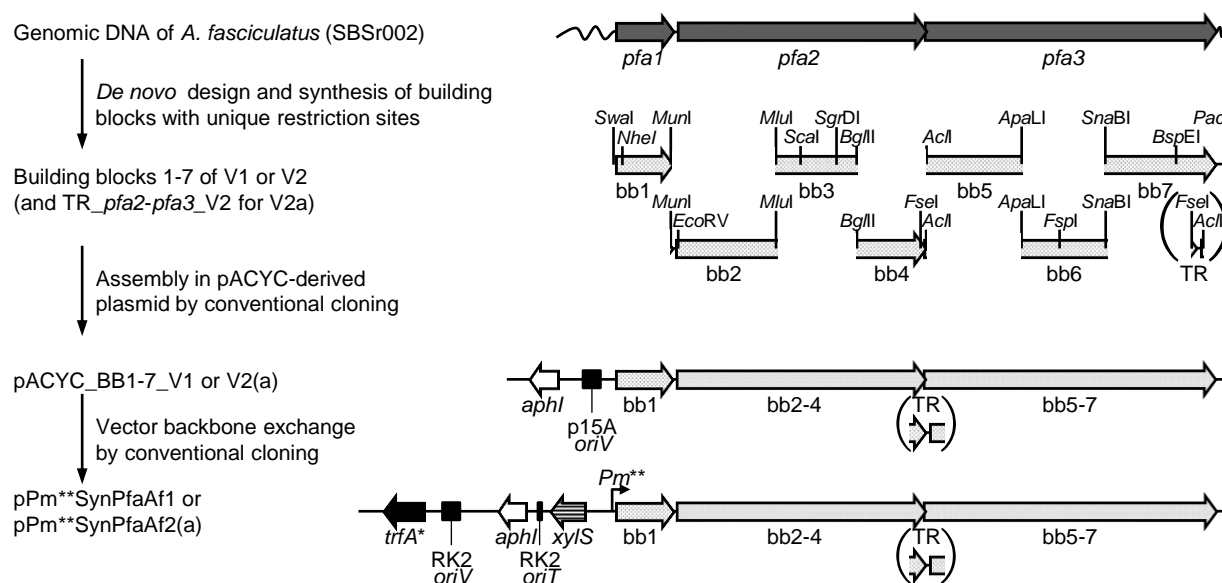 Genomic DNA of A. fasciculatus (SBSr002)
pfa1 pfa2 pfa3
De novo design and synthesis of building
blocks with unique restriction sites
SwaI MunI MluI SgrDI ApaLI SnaBI PacI
NheI ScaI BglII AclI BspEI
Building blocks 1-7 of V1 or V2
(and TR_pfa2-pfa3_V2 for V2a)
bb1 bb3 bb5 bb7
MunI MluI FseI ApaLI SnaBI FseI
EcoRV BglII AclI FspI AclI
bb2 bb4 bb6 TR
Assembly in pACYC-derived
plasmid by conventional cloning
pACYC_BB1-7_V1 or V2(a)
aphI bb1 bb2-4 TR bb5-7
p15A
oriV
Vector backbone exchange
by conventional cloning
Pm**
pPm**SynPfaAf1 or
pPm**SynPfaAf2(a)
trfA* aphI xylS bb1 bb2-4 TR bb5-7
RK2 RK2
oriV oriT